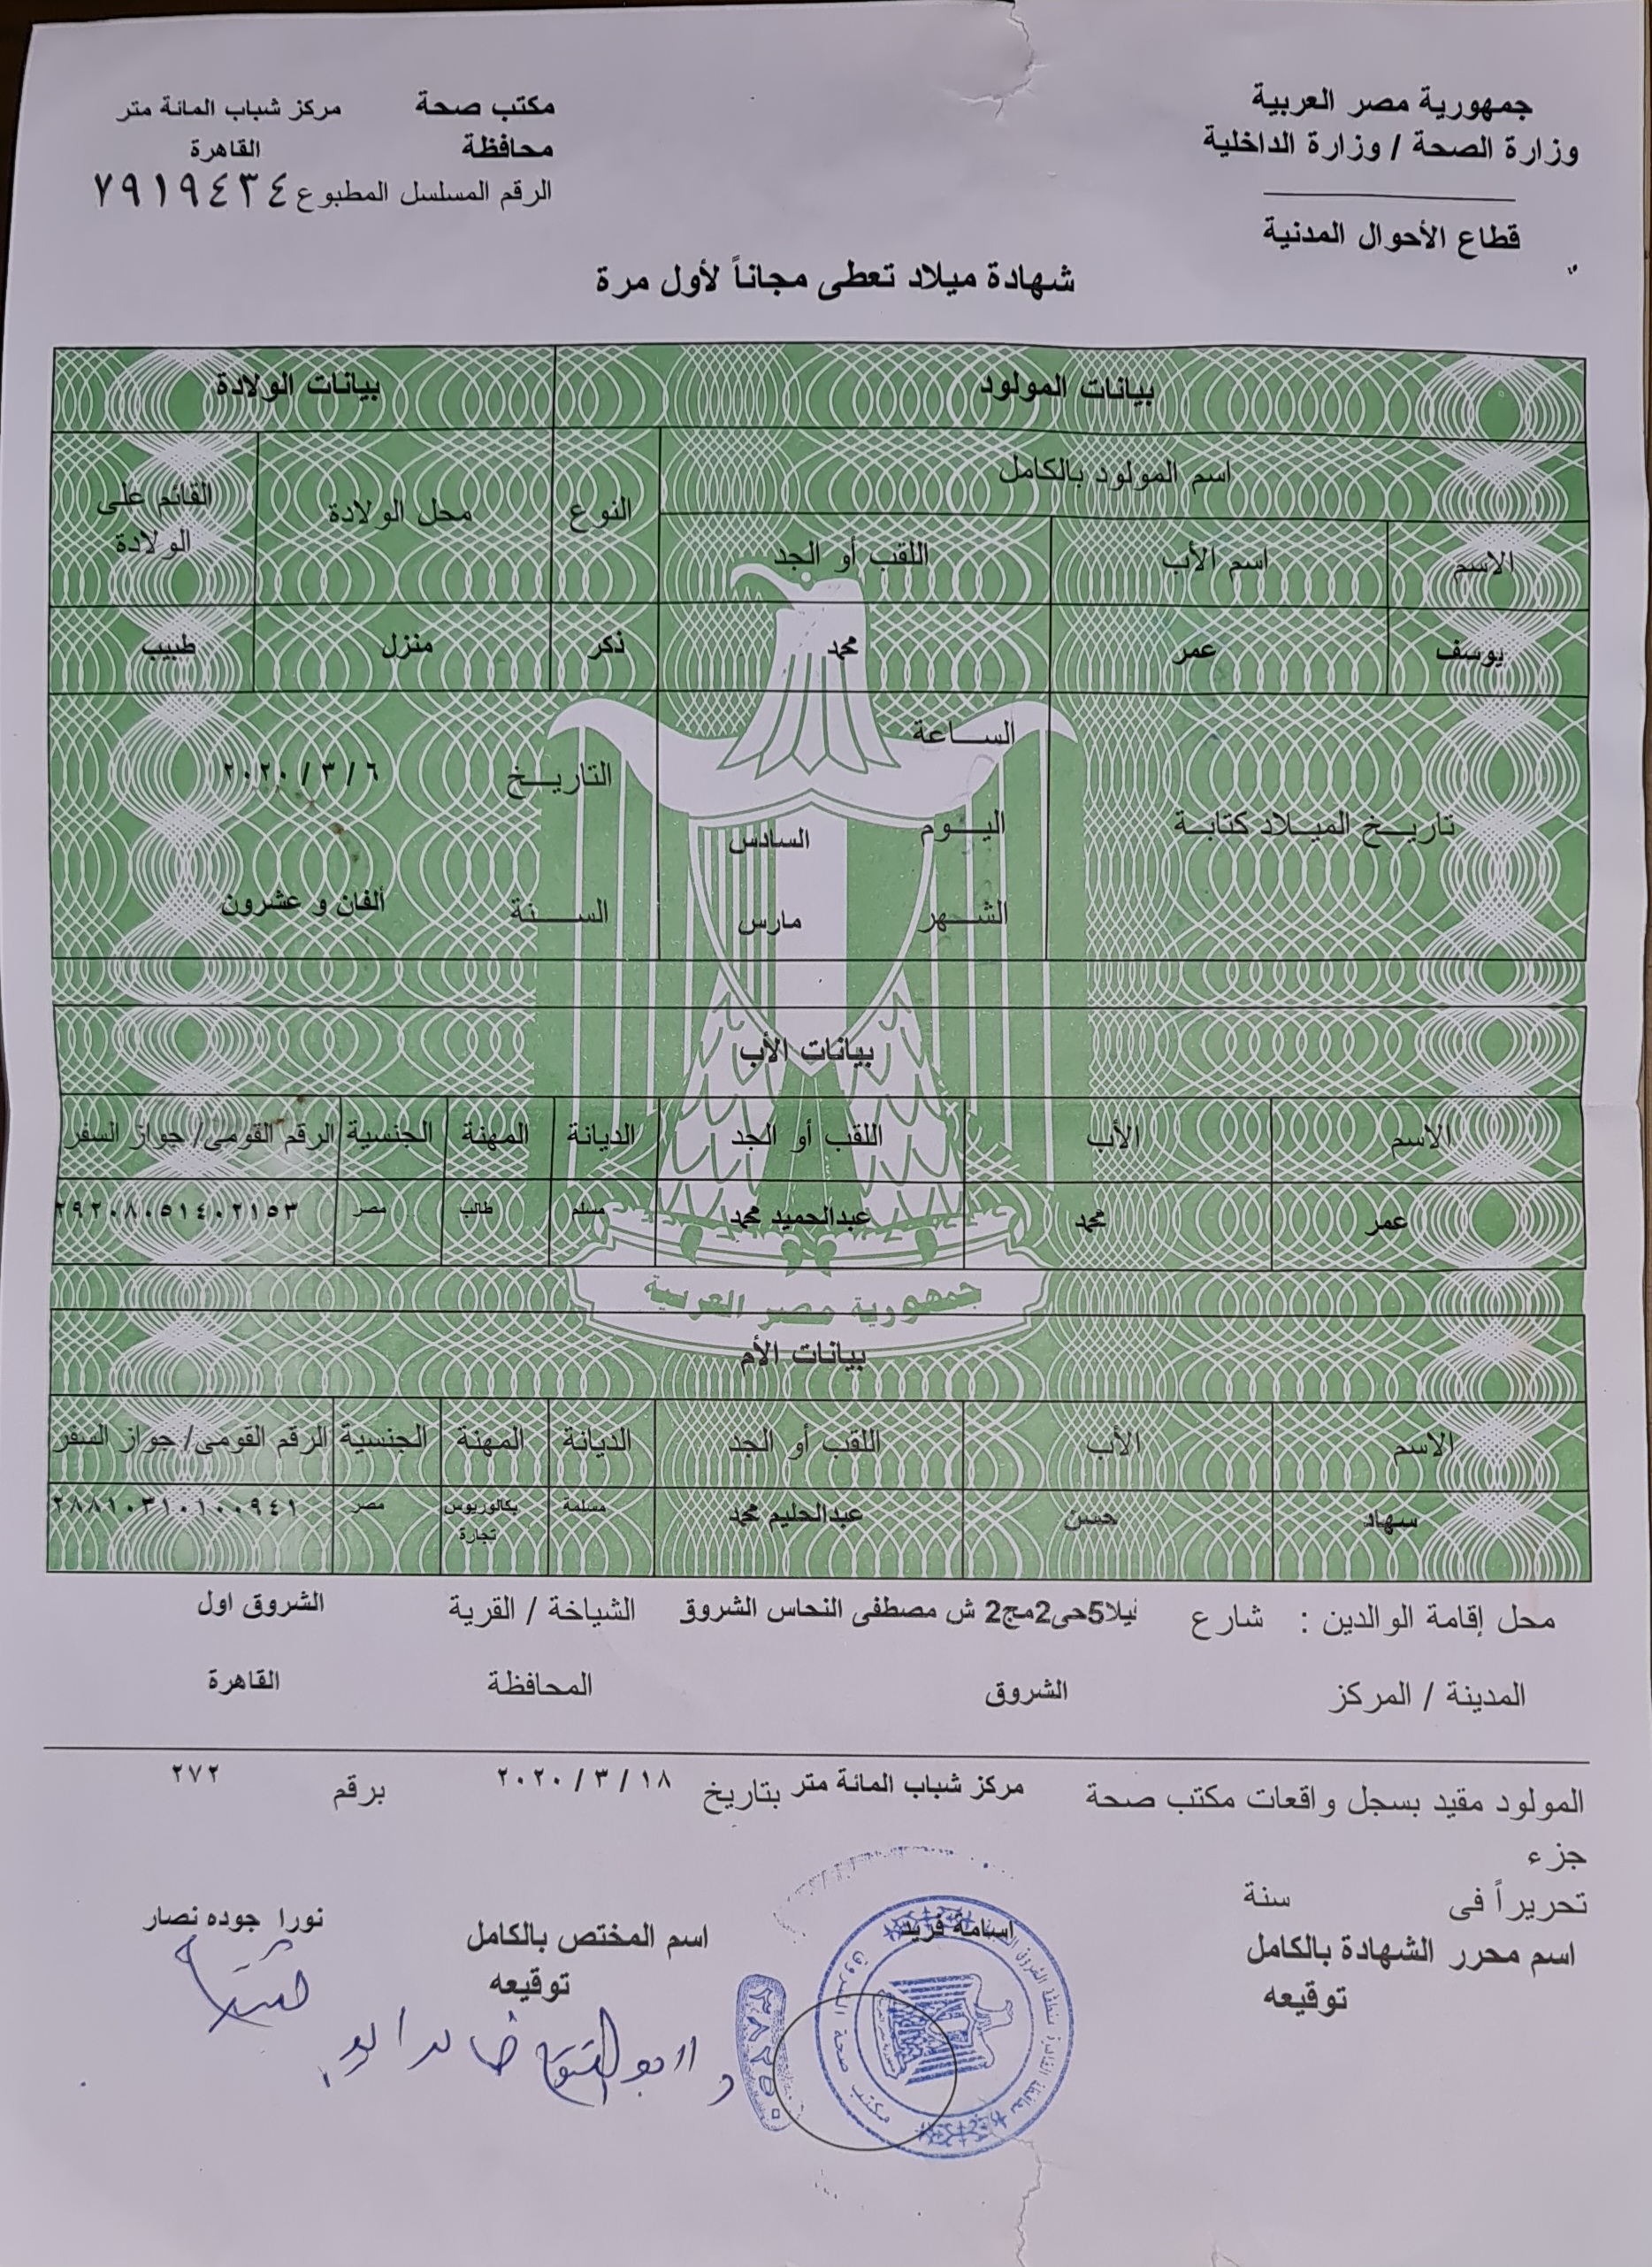 جمهورية مصر العربية
وزارة الصحة / وزارة الداخلية
قطاع الأحوال المدنية
مكتب صحة مركز شباب المائة متر
محافظة القاهرة
الرقم المسلسل المطبوع ٧٩١٩٤٣٤
شهادة ميلاد تعطى مجاناً لأول مرة
بيانات المولود بيانات الولادة
اسم المولود بالكامل النوع محل الولادة القائم على الولادة
الاسم اسم الأب اللقب أو الجد
يوسف عمر محمد ذكر منزل طبيب
تاريخ الميلاد كتابة
الساعة التاريخ ٦ / ٣ / ٢٠٢٠
اليوم السادس
الشهر مارس السنة ألفان و عشرون
بيانات الأب
الاسم الأب اللقب أو الجد الديانة المهنة الجنسية الرقم القومى/ جواز السفر
عمر محمد عبدالحميد محمد مسلم طالب مصر ٢٩٢٠٨٠٥١٤٠٢١٥٣
جمهورية مصر العربية
بيانات الأم
الاسم الأب اللقب أو الجد الديانة المهنة الجنسية الرقم القومى/ جواز السفر
سهاد حسن عبدالحليم محمد مسلمة بكالوريوس تجارة مصر ٢٨٨١٠٣١٠١٠٠٩٤١
محل إقامة الوالدين : شارع يلا5حى2مج2 ش مصطفى النحاس الشروق الشياخة / القرية الشروق اول
المدينة / المركز الشروق المحافظة القاهرة
المولود مقيد بسجل واقعات مكتب صحة مركز شباب المائة متر بتاريخ ١٨ / ٣ / ٢٠٢٠ برقم ٢٧٢
جزء
تحريراً فى سنة
اسم محرر الشهادة بالكامل اسامة فريد
توقيعه
اسم المختص بالكامل نورا جوده نصار
توقيعه
مكتب صحة الشروق